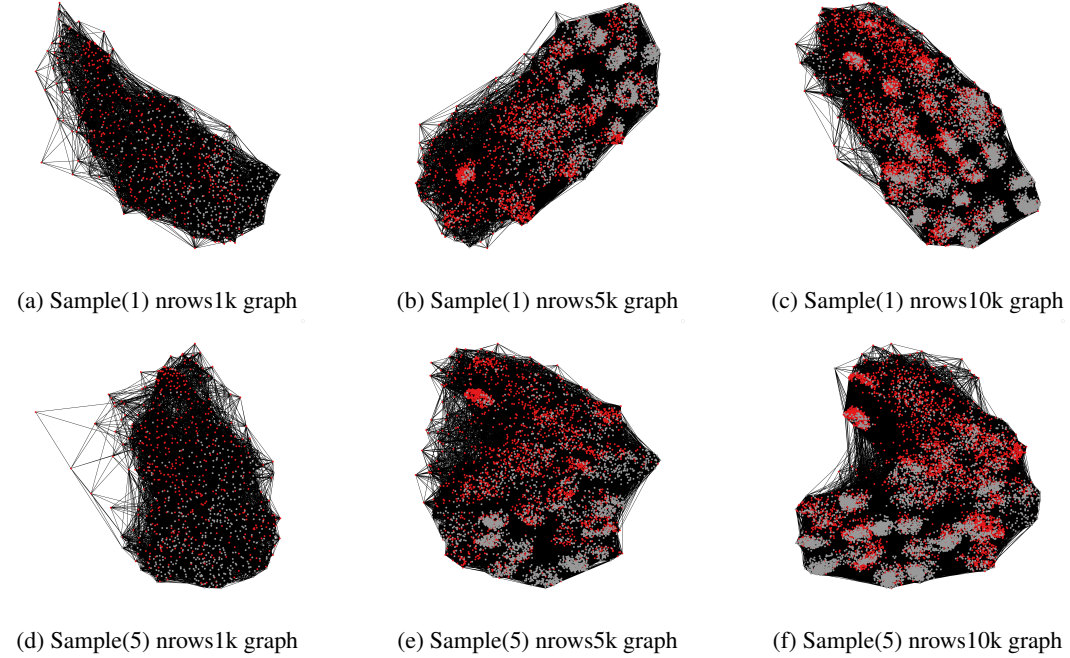 (a) Sample(1) nrows1k graph
(b) Sample(1) nrows5k graph
(c) Sample(1) nrows10k graph
(d) Sample(5) nrows1k graph
(e) Sample(5) nrows5k graph
(f) Sample(5) nrows10k graph